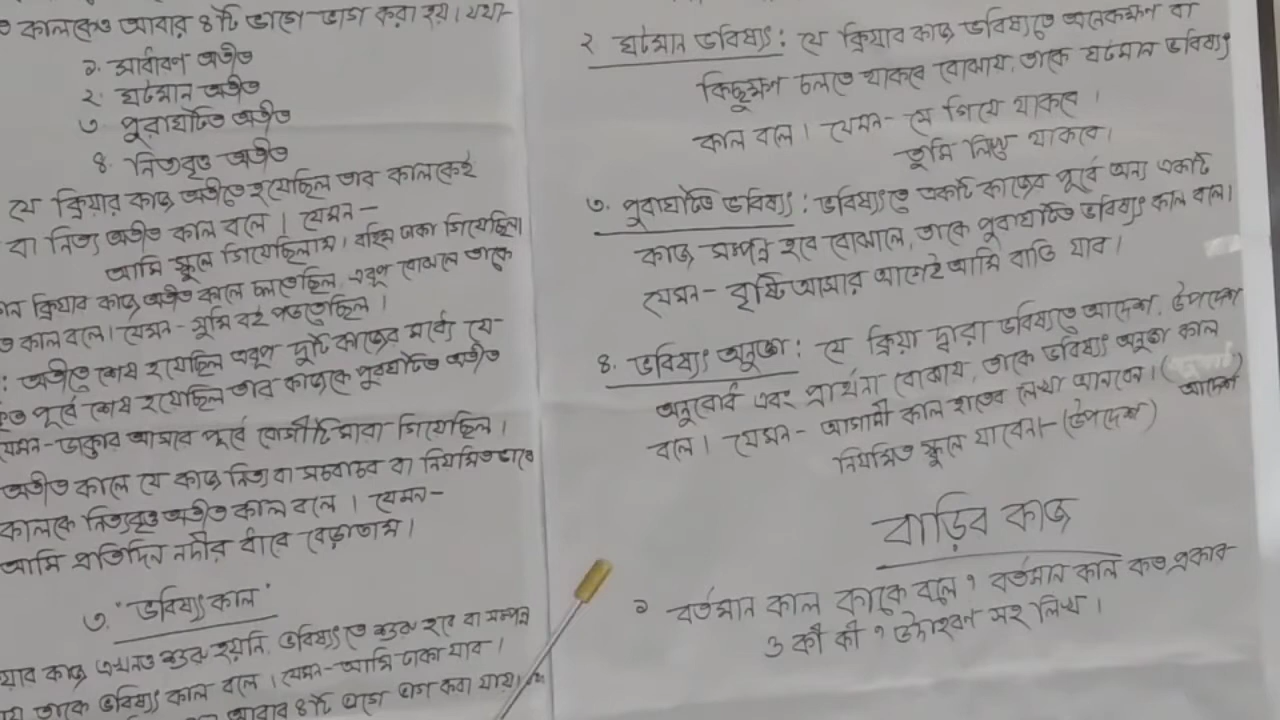 কালকেও আবার ৪টি ভাগে ভাগ করা হয়। যথা-
১. সাধারণ অতীত
২. ঘটমান অতীত
৩. পুরাঘটিত অতীত
৪. নিত্যবৃত্ত অতীত
যে ক্রিয়ার কাজ অতীতে হয়েছিল তার কালকেই
বা নিত্য অতীত কাল বলে। যেমন-
আমি স্কুলে গিয়েছিলাম। রহিম ঢাকা গিয়েছিল।
ক্রিয়ার কাজ অতীত কালে চলতেছিল এরূপ বোঝালে তাকে
কাল বলে। যেমন- সুমি বই পড়তেছিল।
: অতীতে শেষ হয়েছিল এরূপ দুটি কাজের মধ্যে যে-
পূর্বে শেষ হয়েছিল তার কাজকে পুরাঘটিত অতীত
যেমন- ডাক্তার আসার পূর্বে রোগীটি মারা গিয়েছিল।
অতীত কালে যে কাজ নিত্য বা সচরাচর বা নিয়মিত ভাবে
কালকে নিত্যবৃত্ত অতীত কাল বলে। যেমন-
আমি প্রতিদিন নদীর ধারে বেড়াতাম।
৩. "ভবিষ্যৎ কাল"
কাজ এখনও শুরু হয়নি, ভবিষ্যতে শুরু হবে বা সম্পন্ন
তাকে ভবিষ্যৎ কাল বলে। যেমন- আমি ঢাকা যাব।
আবার ৪টি ভাগে ভাগ করা যায়।
২ ঘটমান ভবিষ্যৎ: যে ক্রিয়ার কাজ ভবিষ্যতে অনেকক্ষণ বা
কিছুক্ষণ চলতে থাকবে বোঝায়, তাকে ঘটমান ভবিষ্যৎ
কাল বলে। যেমন- সে গিয়ে থাকবে।
তুমি লিখে থাকবে।
৩. পুরাঘটিত ভবিষ্যৎ: ভবিষ্যতে একটি কাজের পূর্বে অন্য একটি
কাজ সম্পন্ন হবে বোঝালে, তাকে পুরাঘটিত ভবিষ্যৎ কাল বলে।
যেমন- বৃষ্টি আসার আগেই আমি বাড়ি যাব।
৪. ভবিষ্যৎ অনুজ্ঞা: যে ক্রিয়া দ্বারা ভবিষ্যতে আদেশ, উপদেশ
অনুরোধ এবং প্রার্থনা বোঝায়, তাকে ভবিষ্যৎ অনুজ্ঞা কাল
বলে। যেমন- আগামী কাল হাতের লেখা আনবেন। (আদেশ)
নিয়মিত স্কুলে যাবেন।- (উপদেশ)
বাড়ির কাজ
১ বর্তমান কাল কাকে বলে? বর্তমান কাল কত প্রকার-
ও কী কী? উদাহরণ সহ লিখ।